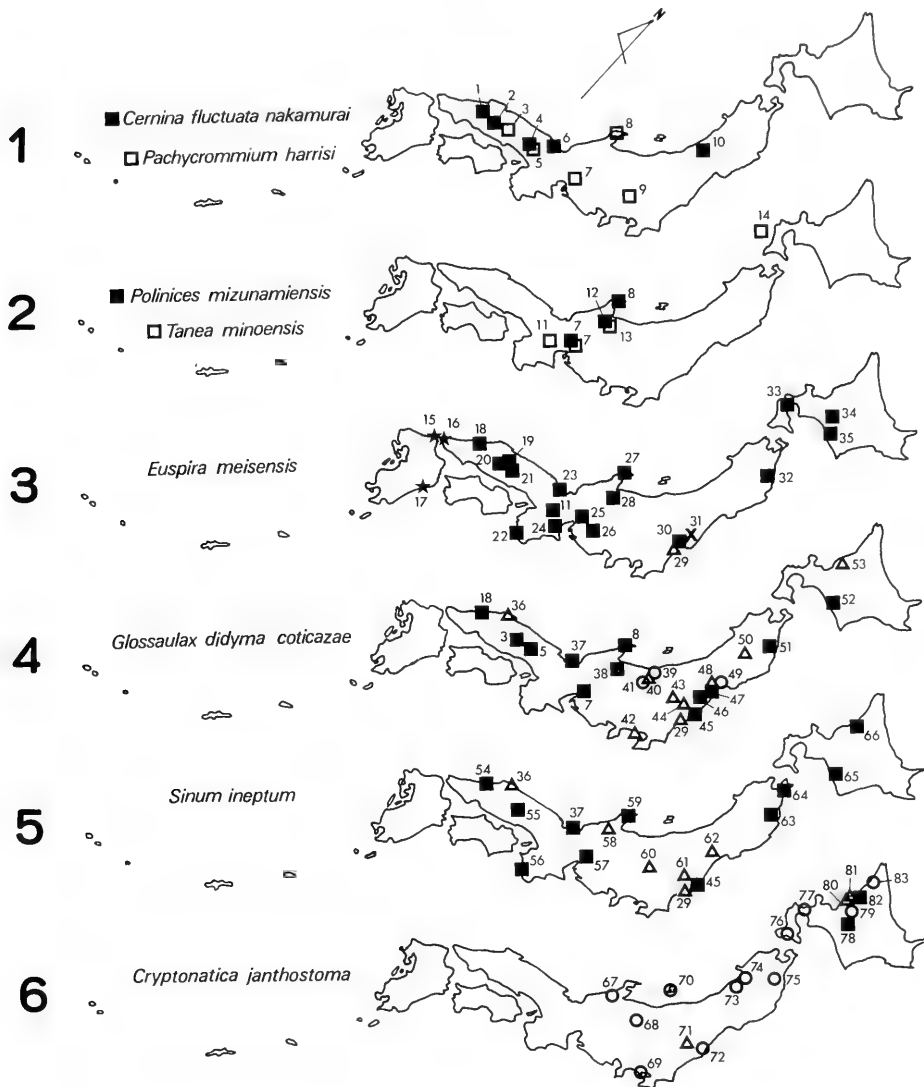 N
1
■ Cernina fluctuata nakamurai
□ Pachycrommium harrisi
1 2 3 4 5 6 7 8 9 10
2
■ Polinices mizunamiensis
□ Tanea minoensis
14
11 7 7 12 13 8
3
Euspira meisensis
15 16 17 18 19 20 21 22 23 24 11 25 26 27 28 29 30 31 32 33 34 35
4
Glossaulax didyma coticazae
18 36 3 5 37 7 38 8 41 40 39 42 43 44 29 45 46 47 48 49 50 51 52 53
5
Sinum ineptum
54 36 55 56 37 57 58 59 60 61 29 45 62 63 64 65 66
6
Cryptonatica janthostoma
67 68 69 70 71 72 73 74 75 76 77 78 79 80 81 82 83